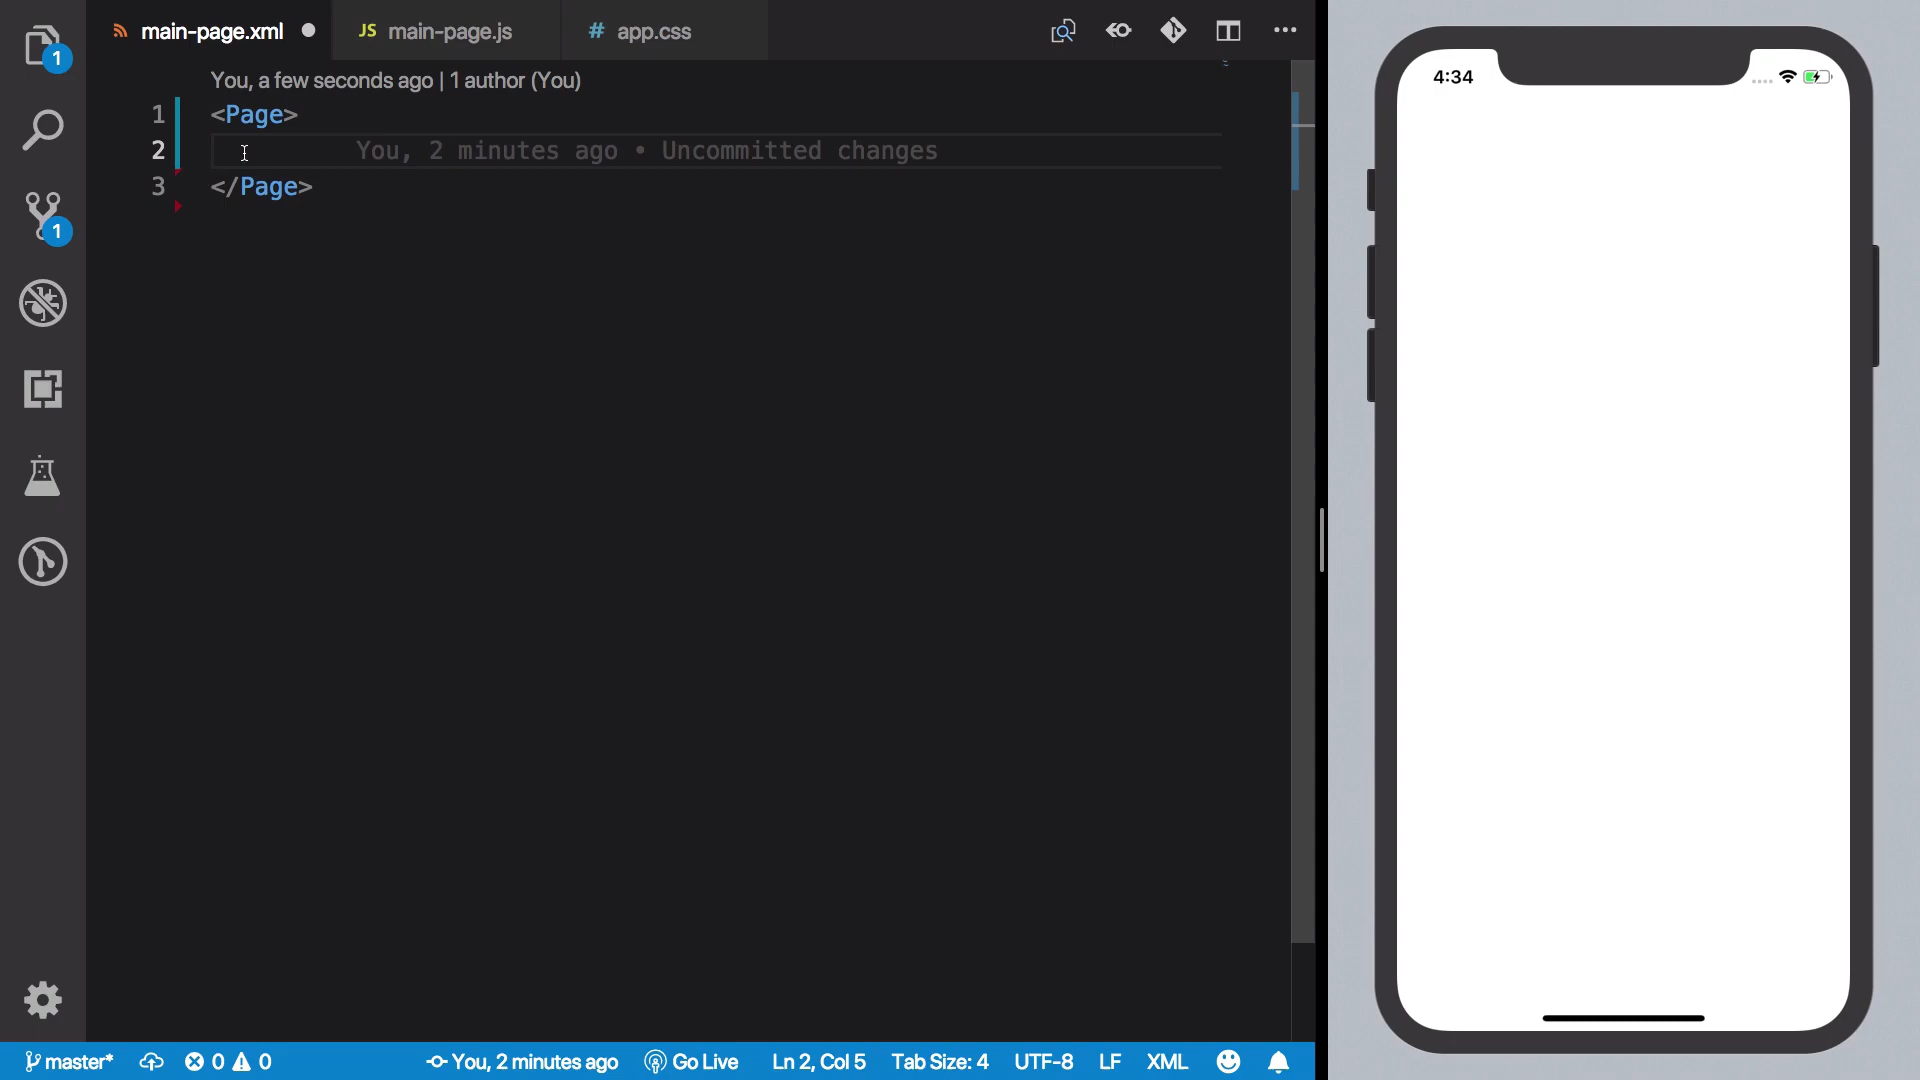 main-page.xml
JS main-page.js
# app.css
You, a few seconds ago | 1 author (You)
1 <Page>
2 You, 2 minutes ago • Uncommitted changes
3 </Page>
1
1
master*
0 0
You, 2 minutes ago
Go Live
Ln 2, Col 5
Tab Size: 4
UTF-8
LF
XML
4:34